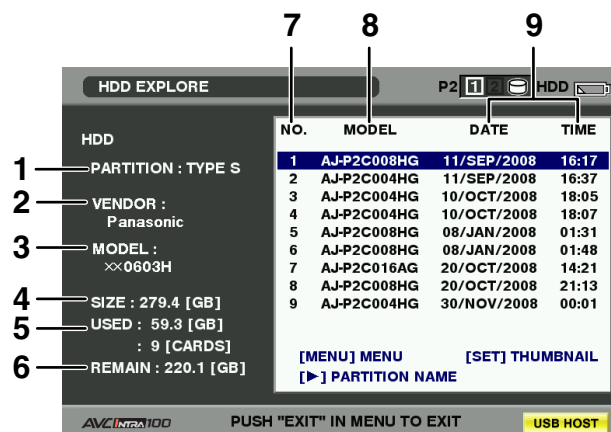 7 8 9
HDD EXPLORE P2 1 2 HDD
HDD
1 PARTITION : TYPE S
2 VENDOR :
Panasonic
3 MODEL :
××0603H
4 SIZE : 279.4 [GB]
5 USED : 59.3 [GB]
: 9 [CARDS]
6 REMAIN : 220.1 [GB]
NO. MODEL DATE TIME
1 AJ-P2C008HG 11/SEP/2008 16:17
2 AJ-P2C004HG 11/SEP/2008 16:37
3 AJ-P2C004HG 10/OCT/2008 18:05
4 AJ-P2C004HG 10/OCT/2008 18:07
5 AJ-P2C008HG 08/JAN/2008 01:31
6 AJ-P2C008HG 08/JAN/2008 01:48
7 AJ-P2C016AG 20/OCT/2008 14:21
8 AJ-P2C008HG 20/OCT/2008 21:13
9 AJ-P2C004HG 30/NOV/2008 00:01
[MENU] MENU [SET] THUMBNAIL
[▶] PARTITION NAME
AVC INTRA 100 PUSH "EXIT" IN MENU TO EXIT USB HOST